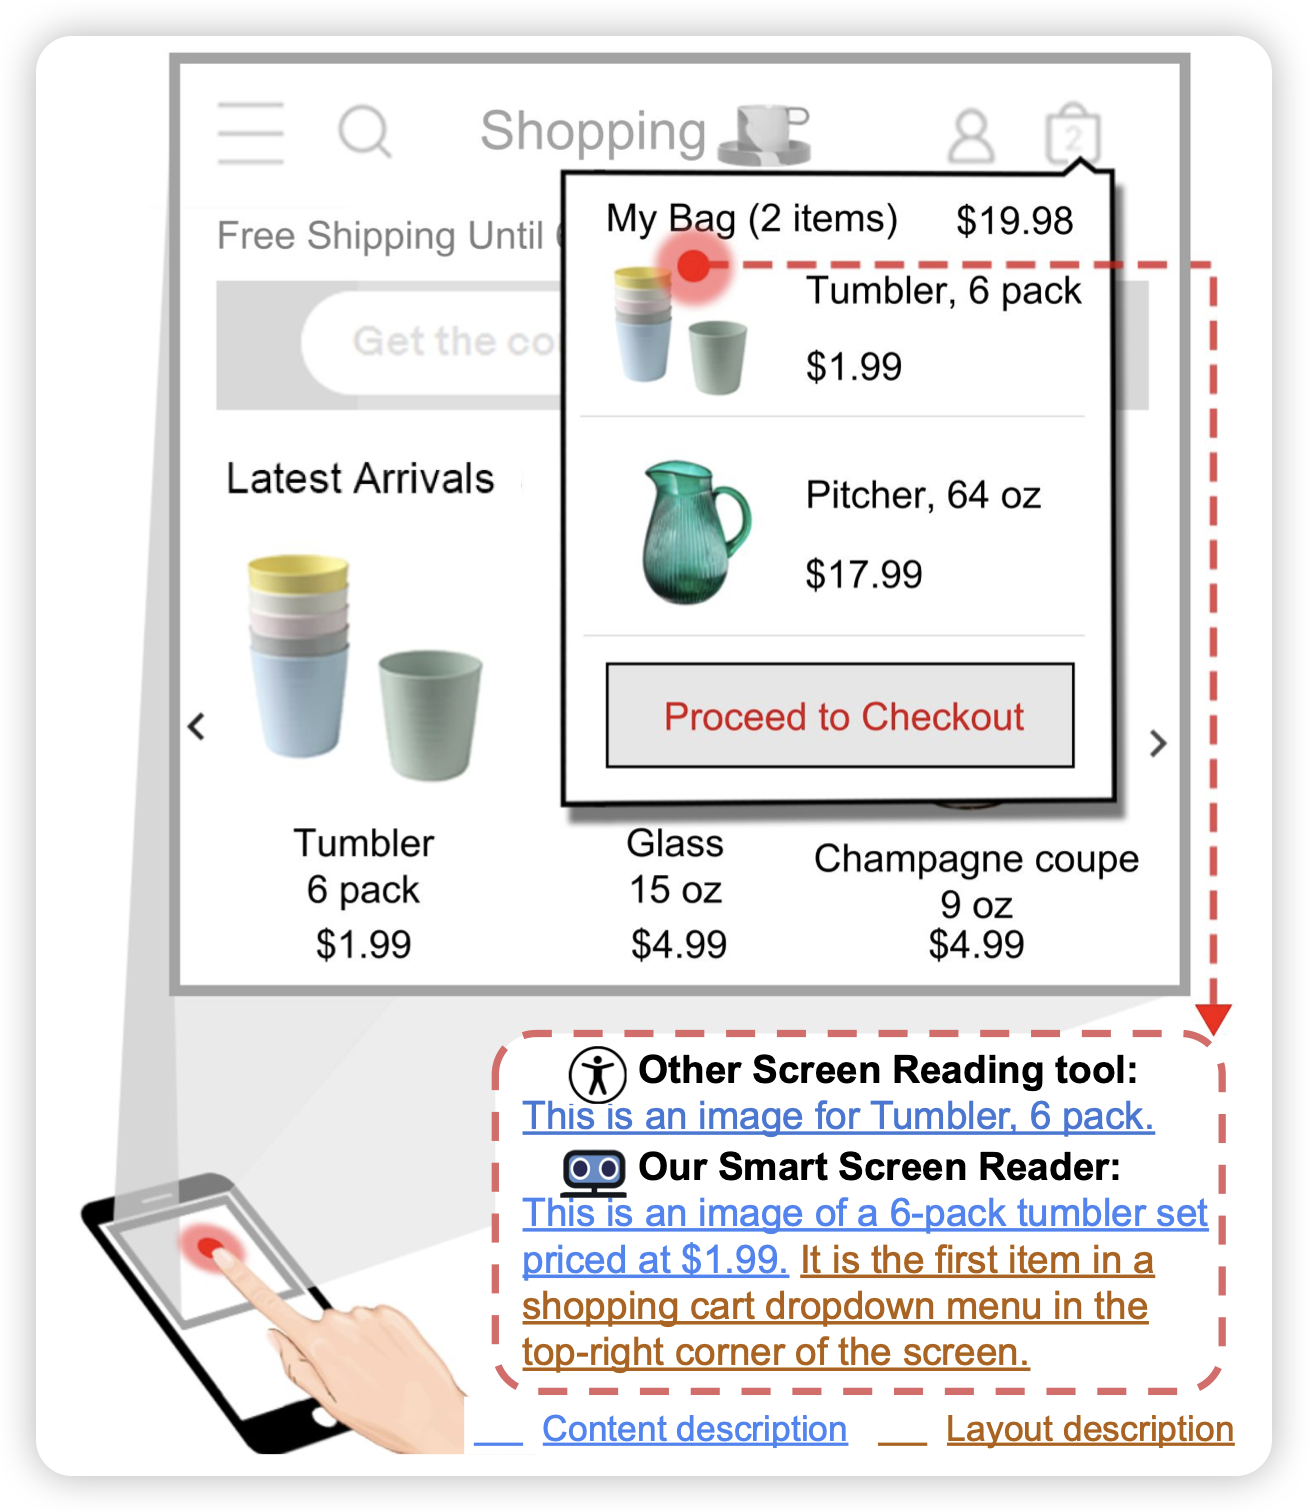 Shopping
2
My Bag (2 items) $19.98
Free Shipping Until
Tumbler, 6 pack
Get the
$1.99
Latest Arrivals
Pitcher, 64 oz
$17.99
Proceed to Checkout
Tumbler
6 pack
$1.99
Glass
15 oz
$4.99
Champagne coupe
9 oz
$4.99
Other Screen Reading tool:
This is an image for Tumbler, 6 pack.
Our Smart Screen Reader:
This is an image of a 6-pack tumbler set
priced at $1.99. It is the first item in a
shopping cart dropdown menu in the
top-right corner of the screen.
Content description
Layout description